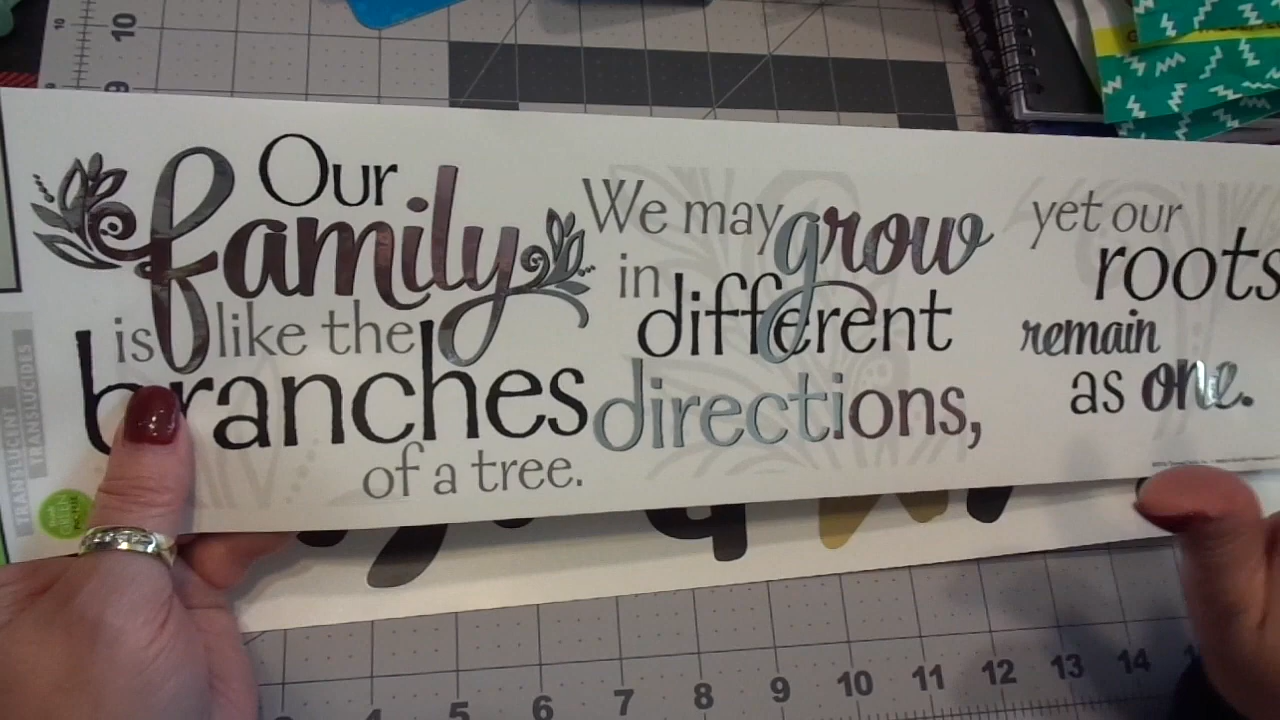 Our
family
is like the
branches
of a tree.
We may grow
in
different
directions,
yet our
roots
remain
as one.
TRANSLUCENT
TRANSLUCIDES
10
9
5 6 7 8 9 10 11 12 13 14